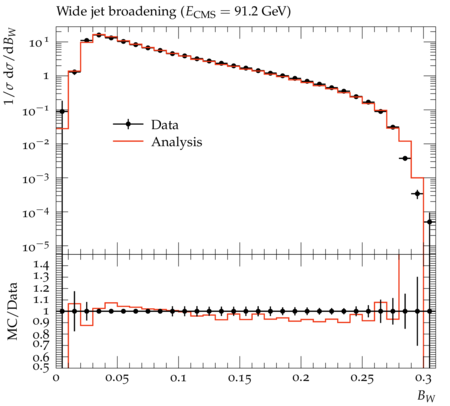 Wide jet broadening (E_CMS = 91.2 GeV)
1/σ dσ/dB_W
10^1
1
10^−1
10^−2
10^−3
10^−4
10^−5
Data
Analysis
MC/Data
1.4
1.3
1.2
1.1
1
0.9
0.8
0.7
0.6
0.5
0 0.05 0.1 0.15 0.2 0.25 0.3
B_W